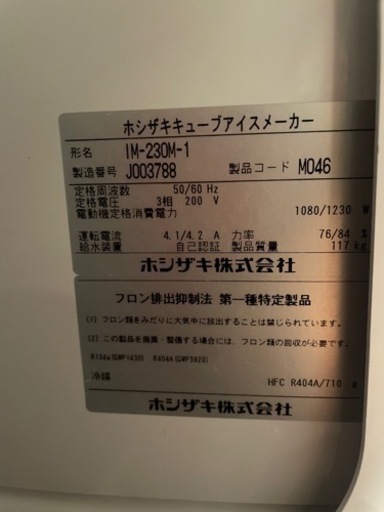 ホシザキキューブアイスメーカー
形名 IM-230M-1
製造番号 J003788 製品コード M046
定格周波数 50/60 Hz
定格電圧 3相 200 V
電動機定格消費電力 1080/1230 W
運転電流 4.1/4.2 A 力率 76/84 %
給水装置 自己認証 製品質量 117 kg
ホシザキ株式会社
フロン排出抑制法 第一種特定製品
(1) フロン類をみだりに大気中に放出することは禁じられています。
(2) この製品を廃棄・整備する場合には、フロン類の回収が必要です。
R134a(GWP1430) R404A(GWP3920)
冷媒 HFC R404A/710 g
ホシザキ株式会社